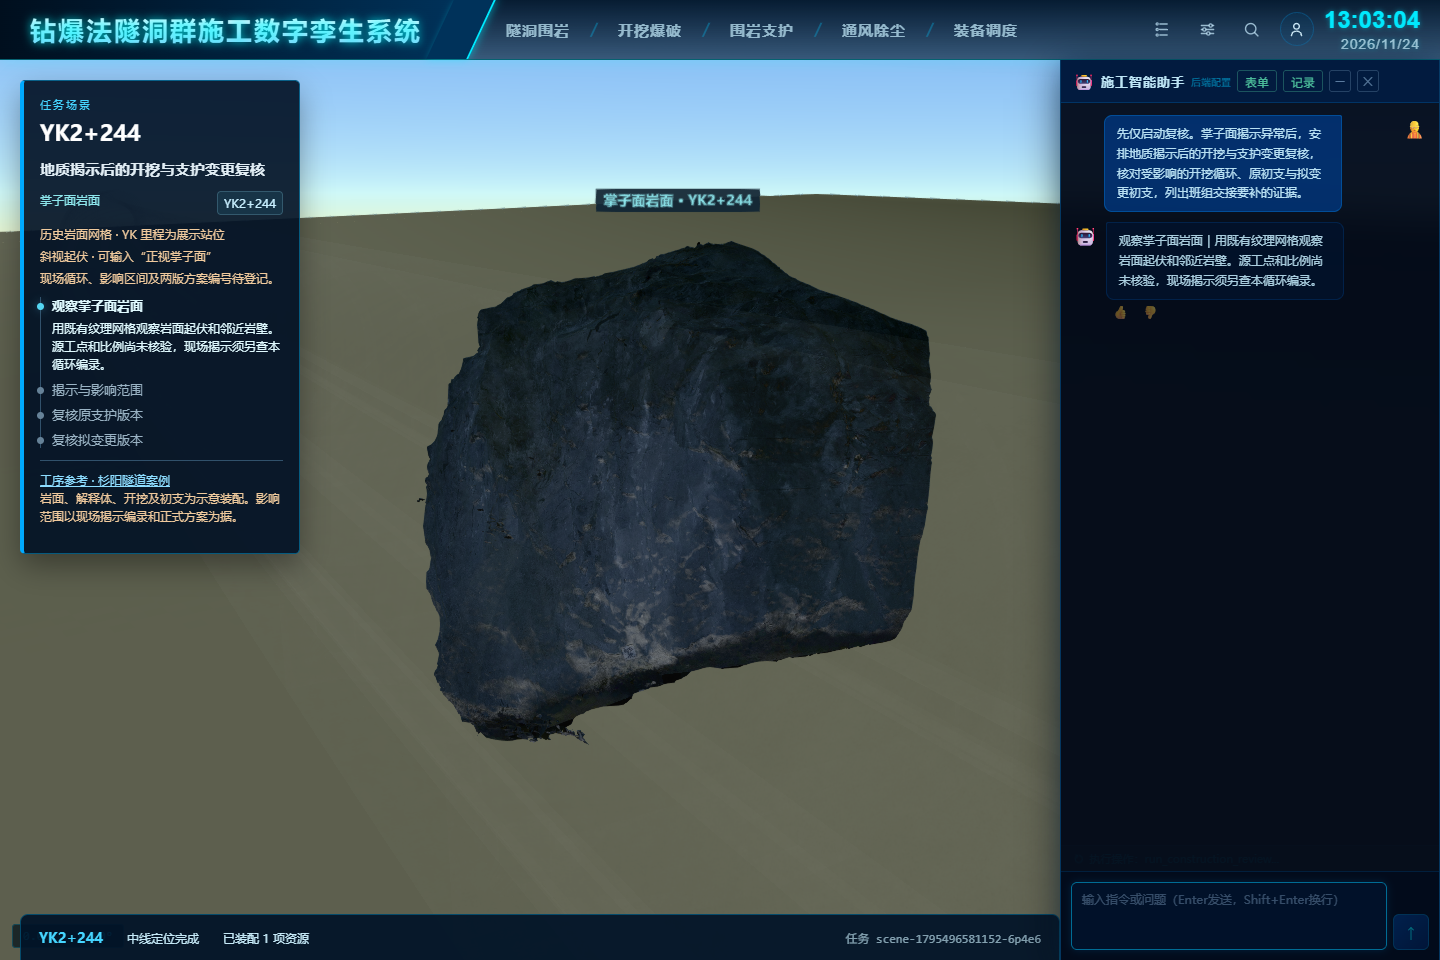 钻爆法隧洞群施工数字孪生系统
隧洞围岩 / 开挖爆破 / 围岩支护 / 通风除尘 / 装备调度
13:03:04
2026/11/24
任务场景
YK2+244
地质揭示后的开挖与支护变更复核
掌子面岩面
YK2+244
历史岩面网格 · YK 里程为展示站位
斜视起伏 · 可输入“正视掌子面”
现场循环、影响区间及两版方案编号待登记。
观察掌子面岩面
用既有纹理网格观察岩面起伏和邻近岩壁。
源工点和比例尚未核验，现场揭示须另查本
循环编录。
揭示与影响范围
复核原支护版本
复核拟变更版本
工序参考 · 杉阳隧道案例
岩面、解释体、开挖及初支为示意装配。影响
范围以现场揭示编录和正式方案为据。
掌子面岩面 · YK2+244
施工智能助手 后端配置 表单 记录
先仅启动复核。掌子面揭示异常后，安
排地质揭示后的开挖与支护变更复核，
核对受影响的开挖循环、原初支与拟变
更初支，列出班组交接要补的证据。
观察掌子面岩面｜用既有纹理网格观察
岩面起伏和邻近岩壁。源工点和比例尚
未核验，现场揭示须另查本循环编录。
输入指令或问题（Enter发送，Shift+Enter换行）
YK2+244 中线定位完成 已装配 1 项资源
任务 scene-1795496581152-6p4e6